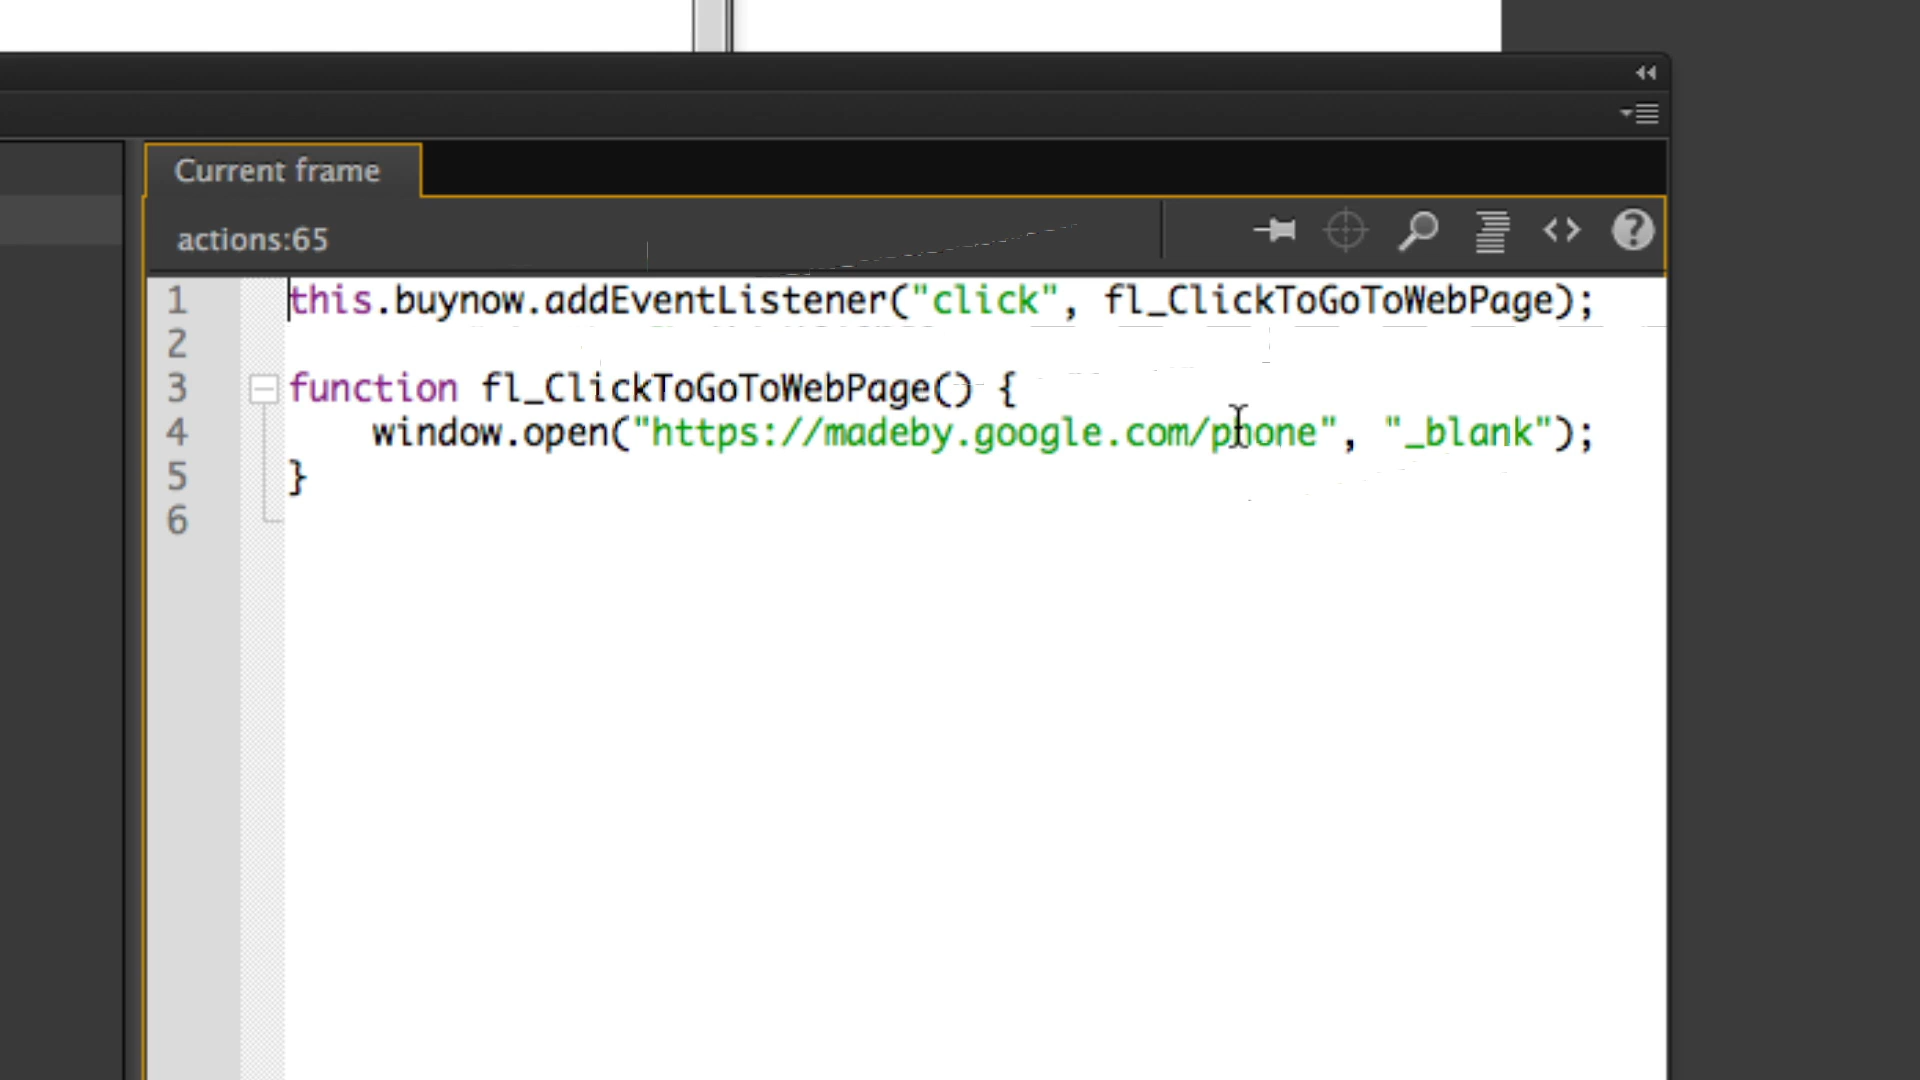 Current frame
actions:65
1 this.buynow.addEventListener("click", fl_ClickToGoToWebPage);
2
3 function fl_ClickToGoToWebPage() {
4 window.open("https://madeby.google.com/phone", "_blank");
5 }
6